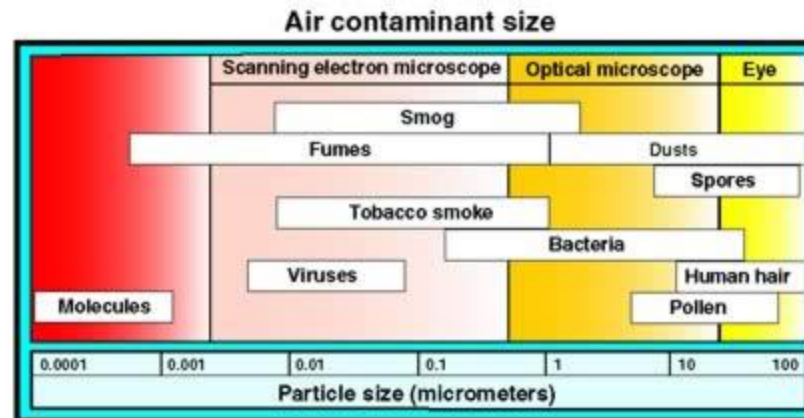 Air contaminant size
Scanning electron microscope Optical microscope Eye
Smog
Fumes Dusts
Spores
Tobacco smoke
Bacteria
Viruses Human hair
Molecules Pollen
0.0001 0.001 0.01 0.1 1 10 100
Particle size (micrometers)